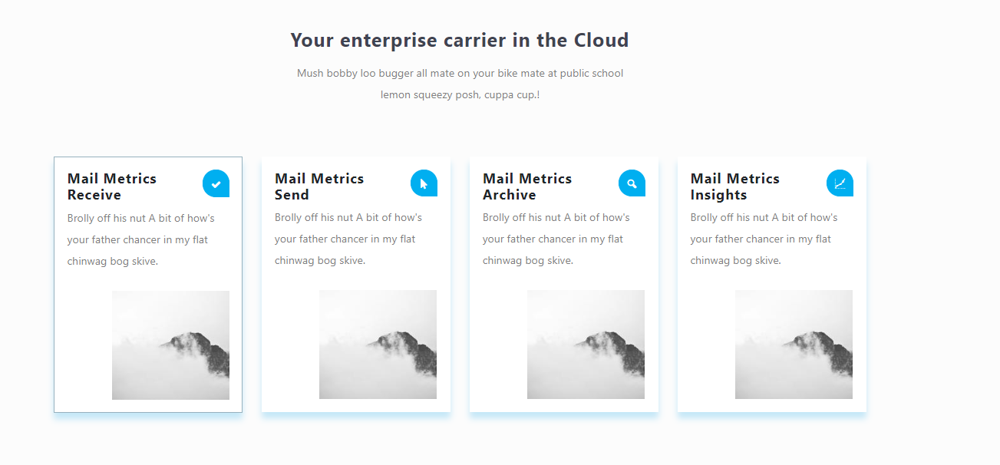 Your enterprise carrier in the Cloud
Mush bobby loo bugger all mate on your bike mate at public school
lemon squeezy posh, cuppa cup.!
Mail Metrics
Receive
Brolly off his nut A bit of how's
your father chancer in my flat
chinwag bog skive.
Mail Metrics
Send
Brolly off his nut A bit of how's
your father chancer in my flat
chinwag bog skive.
Mail Metrics
Archive
Brolly off his nut A bit of how's
your father chancer in my flat
chinwag bog skive.
Mail Metrics
Insights
Brolly off his nut A bit of how's
your father chancer in my flat
chinwag bog skive.